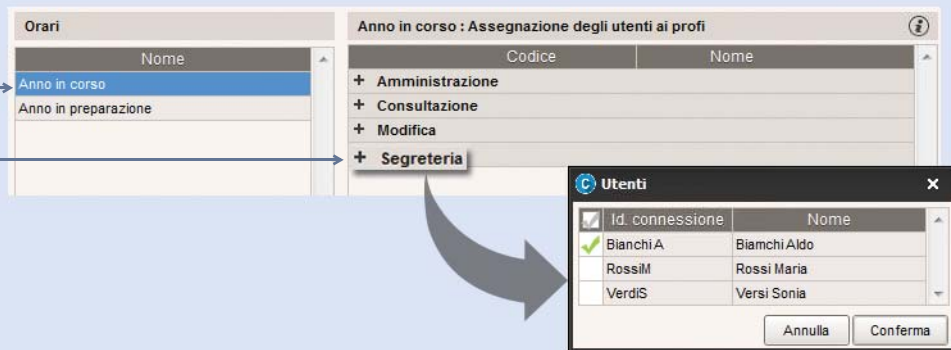 Orari
Nome
Anno in corso
Anno in preparazione
Anno in corso : Assegnazione degli utenti ai profi
Codice Nome
+ Amministrazione
+ Consultazione
+ Modifica
+ Segreteria
C Utenti
Id. connessione Nome
BianchiA Biamchi Aldo
RossiM Rossi Maria
VerdiS Versi Sonia
Annulla Conferma